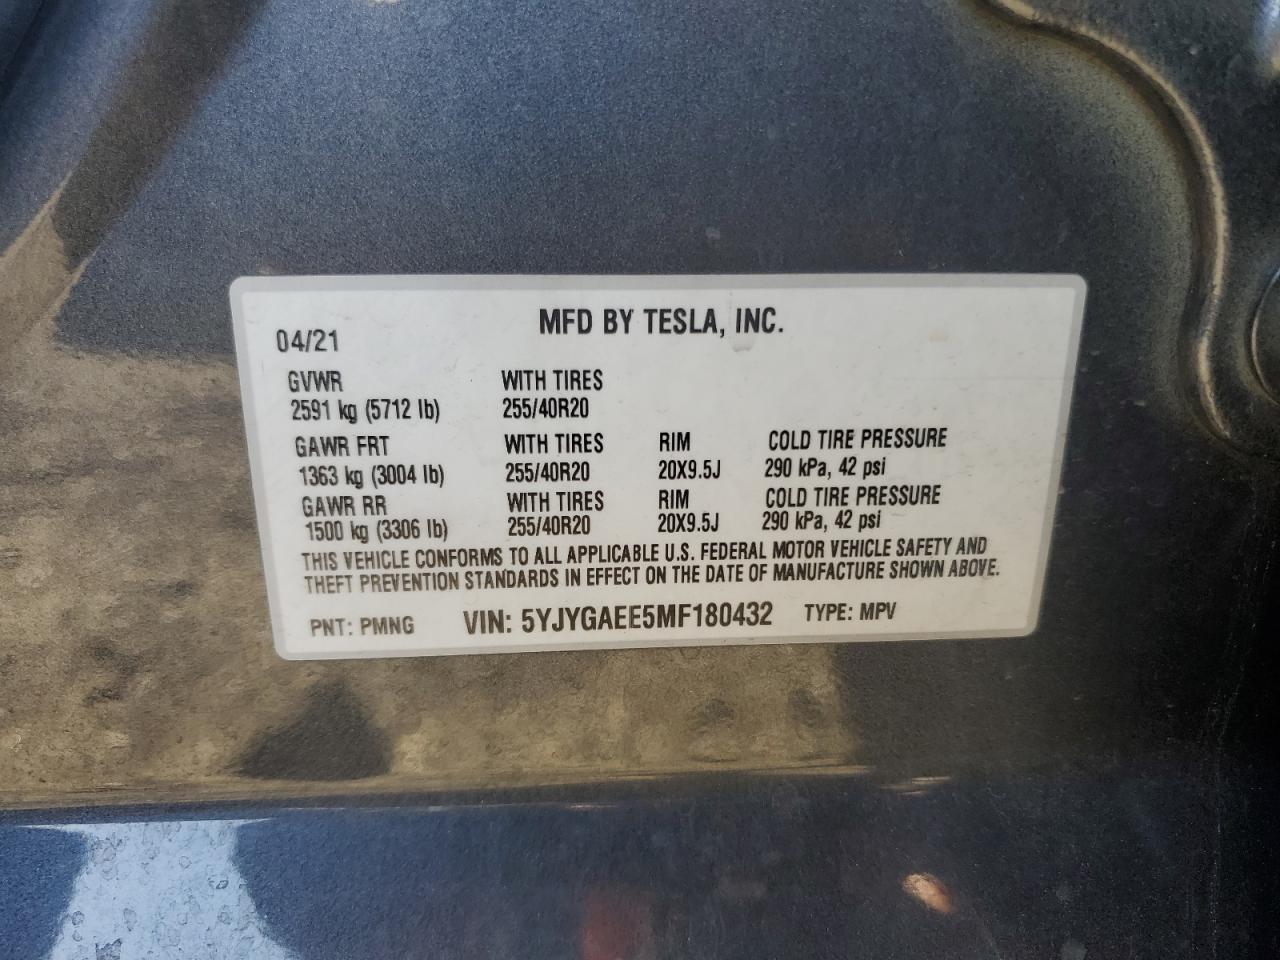 MFD BY TESLA, INC.
04/21
GVWR WITH TIRES
2591 kg (5712 lb) 255/40R20
GAWR FRT WITH TIRES RIM COLD TIRE PRESSURE
1363 kg (3004 lb) 255/40R20 20X9.5J 290 kPa, 42 psi
GAWR RR WITH TIRES RIM COLD TIRE PRESSURE
1500 kg (3306 lb) 255/40R20 20X9.5J 290 kPa, 42 psi
THIS VEHICLE CONFORMS TO ALL APPLICABLE U.S. FEDERAL MOTOR VEHICLE SAFETY AND
THEFT PREVENTION STANDARDS IN EFFECT ON THE DATE OF MANUFACTURE SHOWN ABOVE.
PNT: PMNG VIN: 5YJYGAEE5MF180432 TYPE: MPV